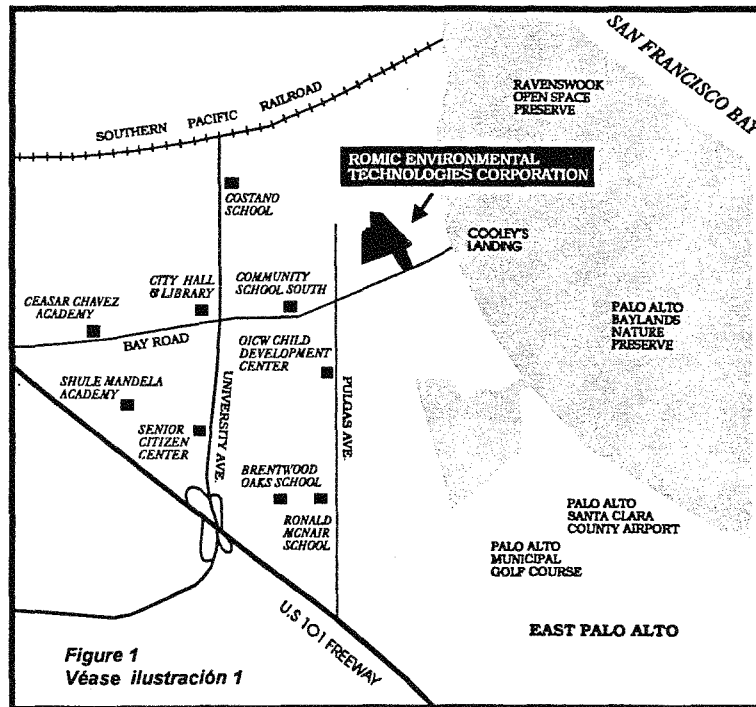 SAN FRANCISCO BAY
RAVENSWOOK
OPEN SPACE
PRESERVE
SOUTHERN PACIFIC RAILROAD
ROMIC ENVIRONMENTAL
TECHNOLOGIES CORPORATION
COSTANO
SCHOOL
COOLEY'S
LANDING
CITY HALL
& LIBRARY
COMMUNITY
SCHOOL SOUTH
CEASAR CHAVEZ
ACADEMY
PALO ALTO
BAYLANDS
NATURE
PRESERVE
BAY ROAD
OICW CHILD
DEVELOPMENT
CENTER
SHULE MANDELA
ACADEMY
UNIVERSITY AVE.
PULGAS AVE.
SENIOR
CITIZEN
CENTER
BRENTWOOD
OAKS SCHOOL
RONALD
MCNAIR
SCHOOL
PALO ALTO
SANTA CLARA
COUNTY AIRPORT
PALO ALTO
MUNICIPAL
GOLF COURSE
U.S 101 FREEWAY
EAST PALO ALTO
Figure 1
Véase ilustración 1